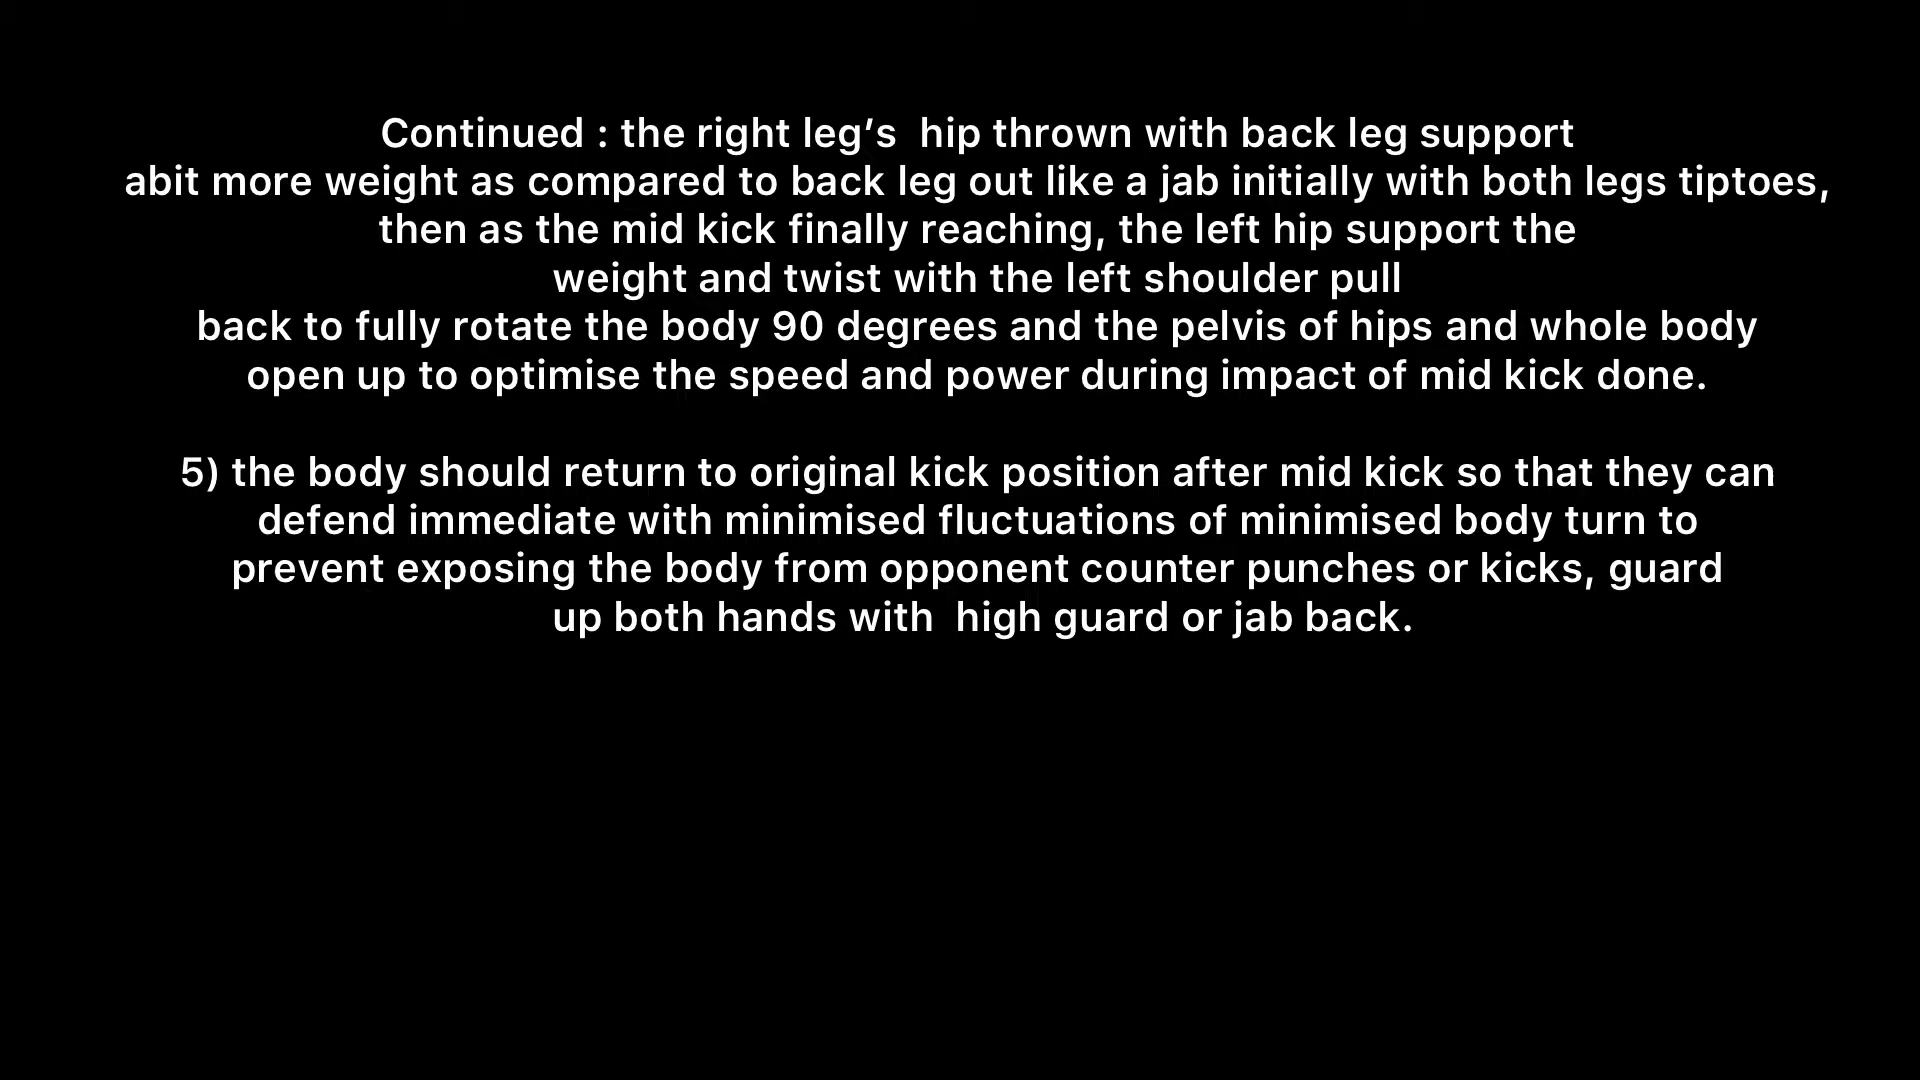 Continued : the right leg’s  hip thrown with back leg support
abit more weight as compared to back leg out like a jab initially with both legs tiptoes,
then as the mid kick finally reaching, the left hip support the
weight and twist with the left shoulder pull
back to fully rotate the body 90 degrees and the pelvis of hips and whole body
open up to optimise the speed and power during impact of mid kick done.
5) the body should return to original kick position after mid kick so that they can
defend immediate with minimised fluctuations of minimised body turn to
prevent exposing the body from opponent counter punches or kicks, guard
up both hands with  high guard or jab back.